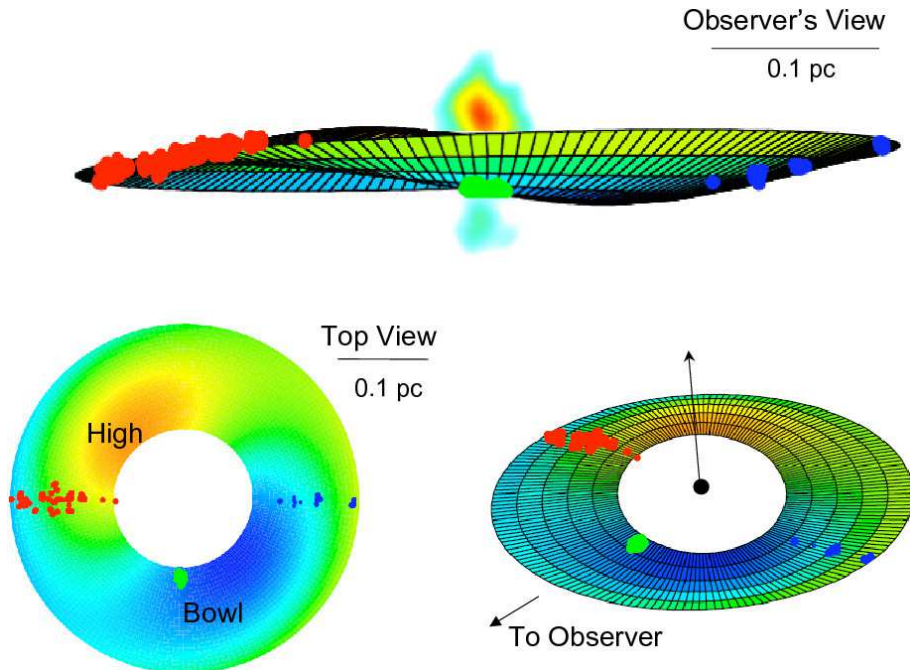 Observer's View
0.1 pc
Top View
0.1 pc
High
Bowl
To Observer